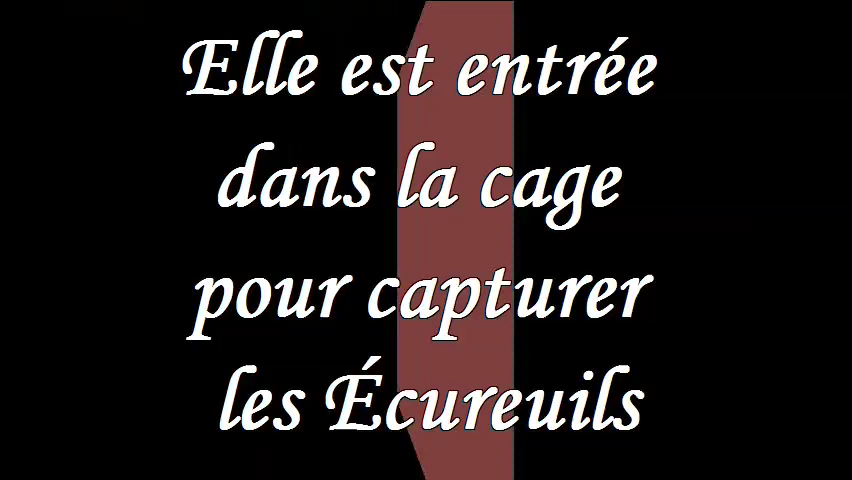 Elle est entrée
dans la cage
pour capturer
les Écureuils